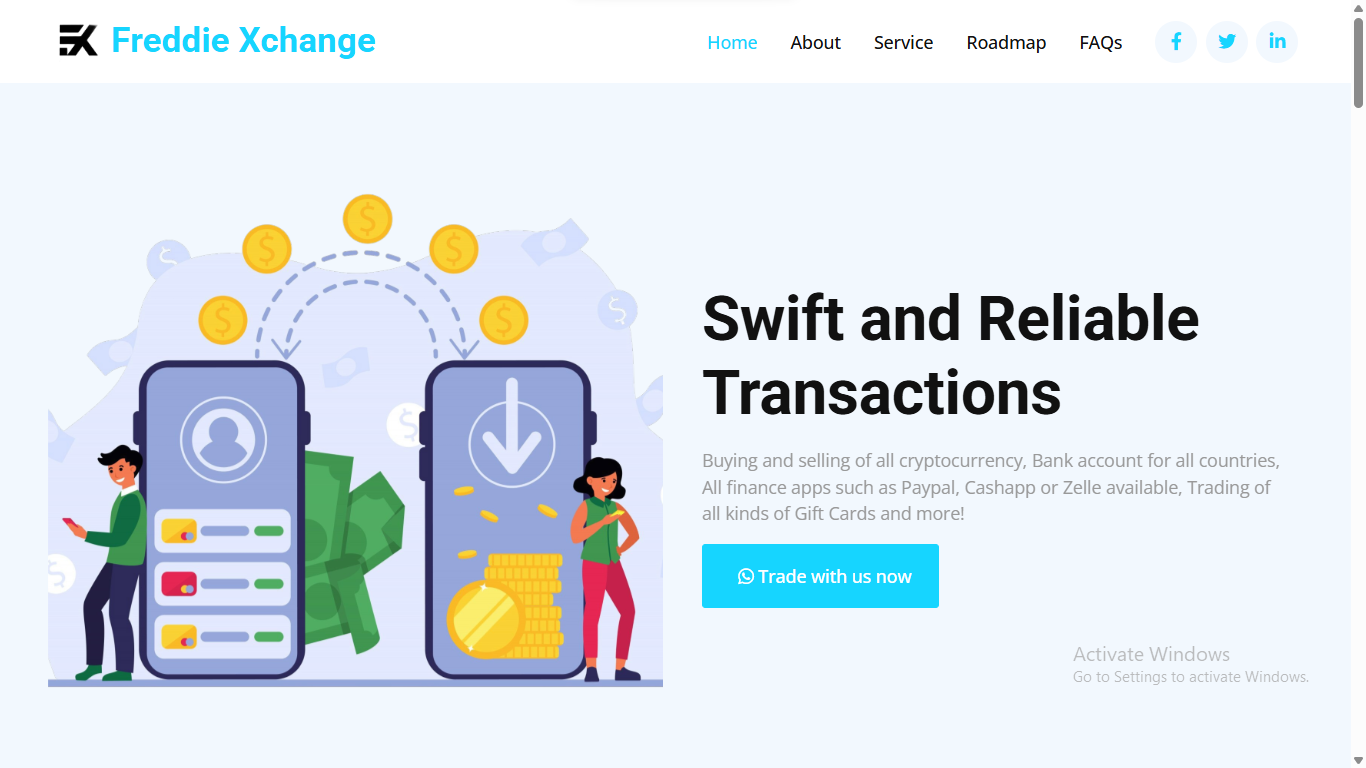 Freddie Xchange
Home About Service Roadmap FAQs
Swift and Reliable
Transactions
Buying and selling of all cryptocurrency, Bank account for all countries,
All finance apps such as Paypal, Cashapp or Zelle available, Trading of
all kinds of Gift Cards and more!
Trade with us now
Activate Windows
Go to Settings to activate Windows.